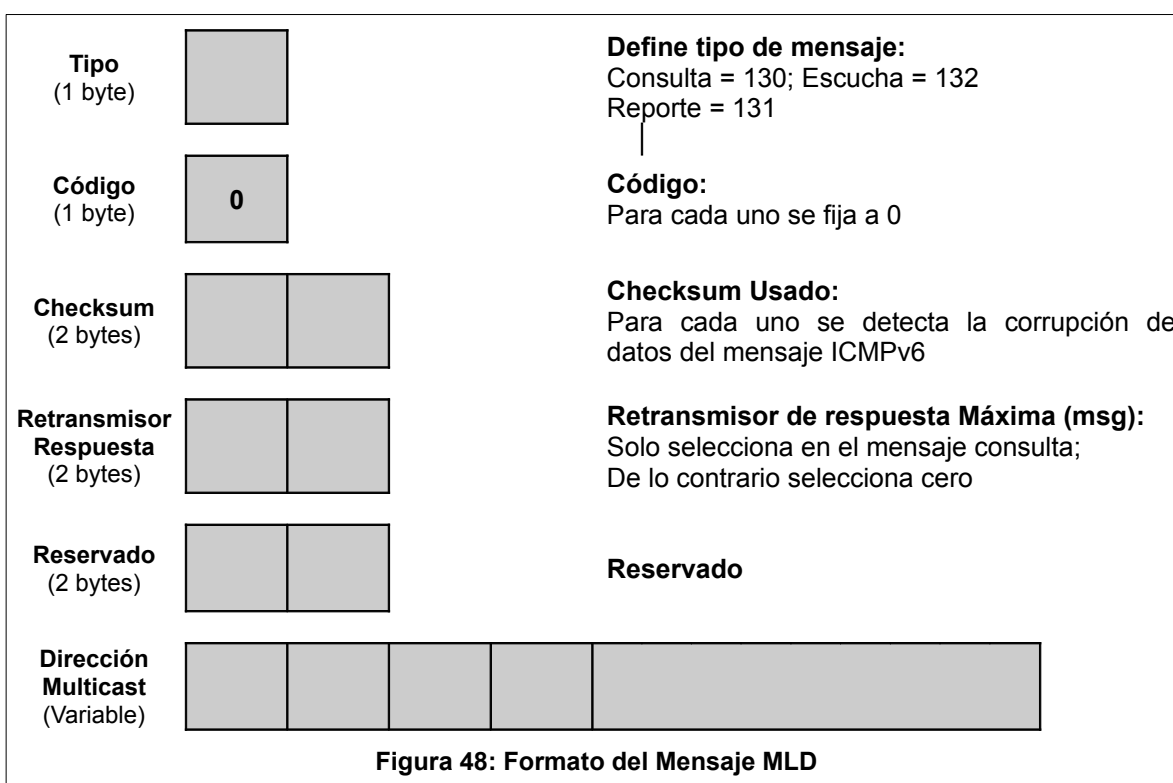 Tipo
(1 byte)
Define tipo de mensaje:
Consulta = 130; Escucha = 132
Reporte = 131
Código
(1 byte)
0
Código:
Para cada uno se fija a 0
Checksum
(2 bytes)
Checksum Usado:
Para cada uno se detecta la corrupción de
datos del mensaje ICMPv6
Retransmisor
Respuesta
(2 bytes)
Retransmisor de respuesta Máxima (msg):
Solo selecciona en el mensaje consulta;
De lo contrario selecciona cero
Reservado
(2 bytes)
Reservado
Dirección
Multicast
(Variable)
Figura 48: Formato del Mensaje MLD